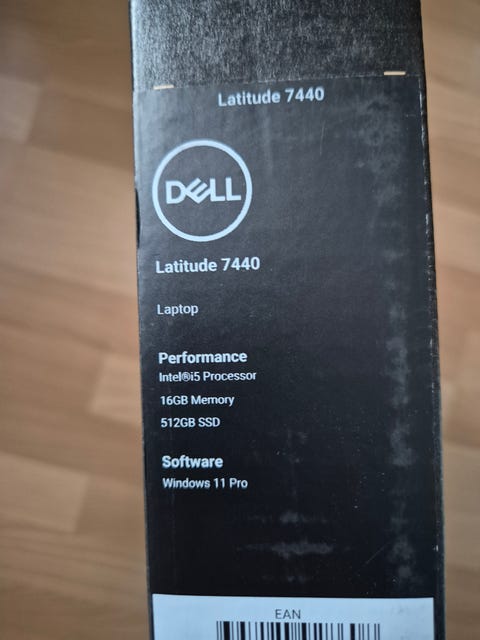 Latitude 7440
DELL
Latitude 7440
Laptop
Performance
Intel®i5 Processor
16GB Memory
512GB SSD
Software
Windows 11 Pro
EAN